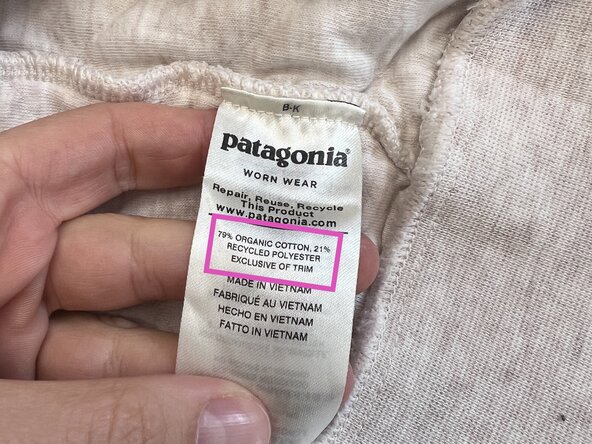 B-K
patagonia®
WORN WEAR
Repair, Reuse, Recycle
This Product
www.patagonia.com
79% ORGANIC COTTON, 21%
RECYCLED POLYESTER
EXCLUSIVE OF TRIM
MADE IN VIETNAM
FABRIQUÉ AU VIETNAM
HECHO EN VIETNAM
FATTO IN VIETNAM